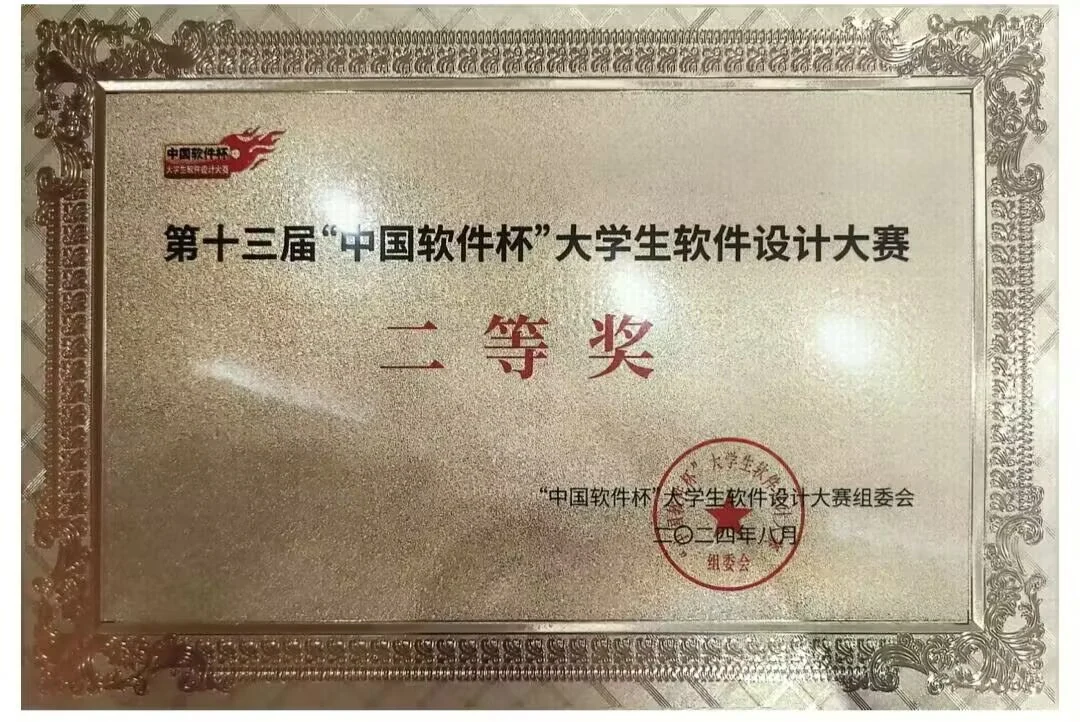 中国软件杯
大学生软件设计大赛
第十三届“中国软件杯”大学生软件设计大赛
二等奖
“中国软件杯”大学生软件设计大赛组委会
二〇二四年八月
组委会